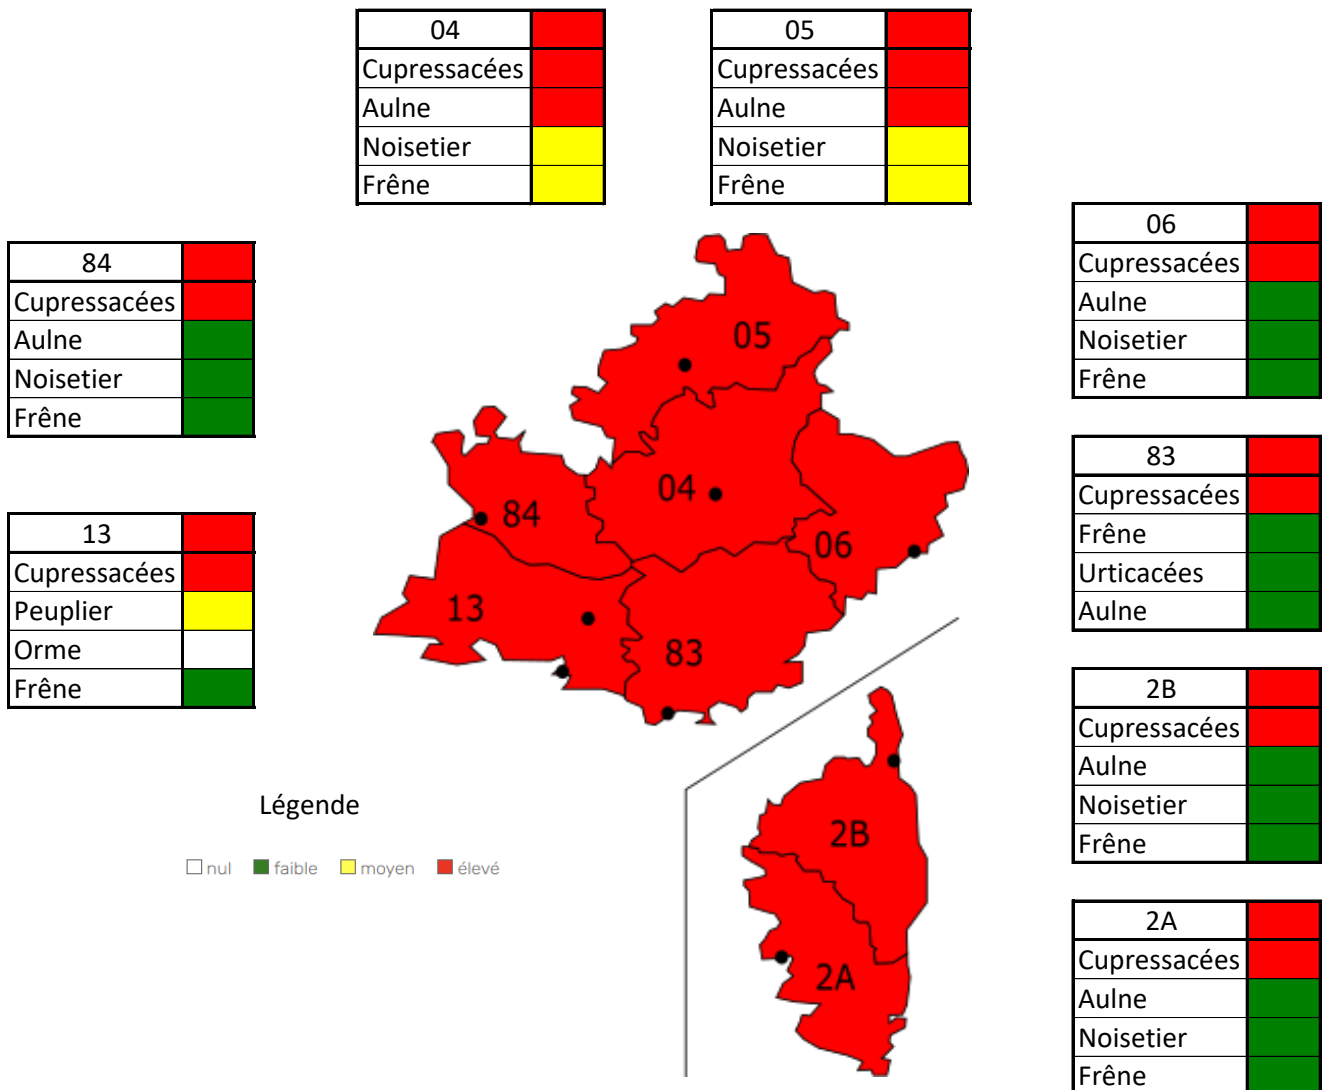 04
Cupressacées
Aulne
Noisetier
Frêne
05
Cupressacées
Aulne
Noisetier
Frêne
84
Cupressacées
Aulne
Noisetier
Frêne
13
Cupressacées
Peuplier
Orme
Frêne
06
Cupressacées
Aulne
Noisetier
Frêne
83
Cupressacées
Frêne
Urticacées
Aulne
2B
Cupressacées
Aulne
Noisetier
Frêne
2A
Cupressacées
Aulne
Noisetier
Frêne
05
04
84
06
13
83
2B
2A
Légende
nul faible moyen élevé